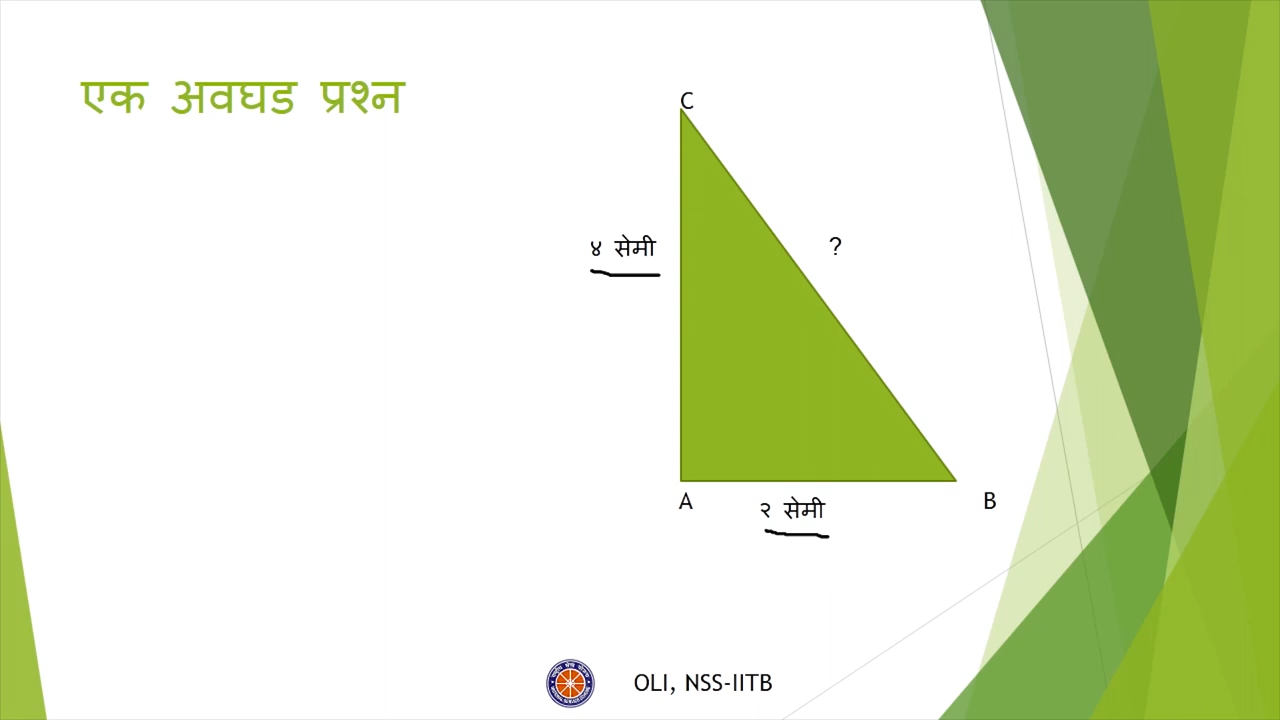 एक अवघड प्रश्न
C
४ सेमी
?
A
B
२ सेमी
OLI, NSS-IITB